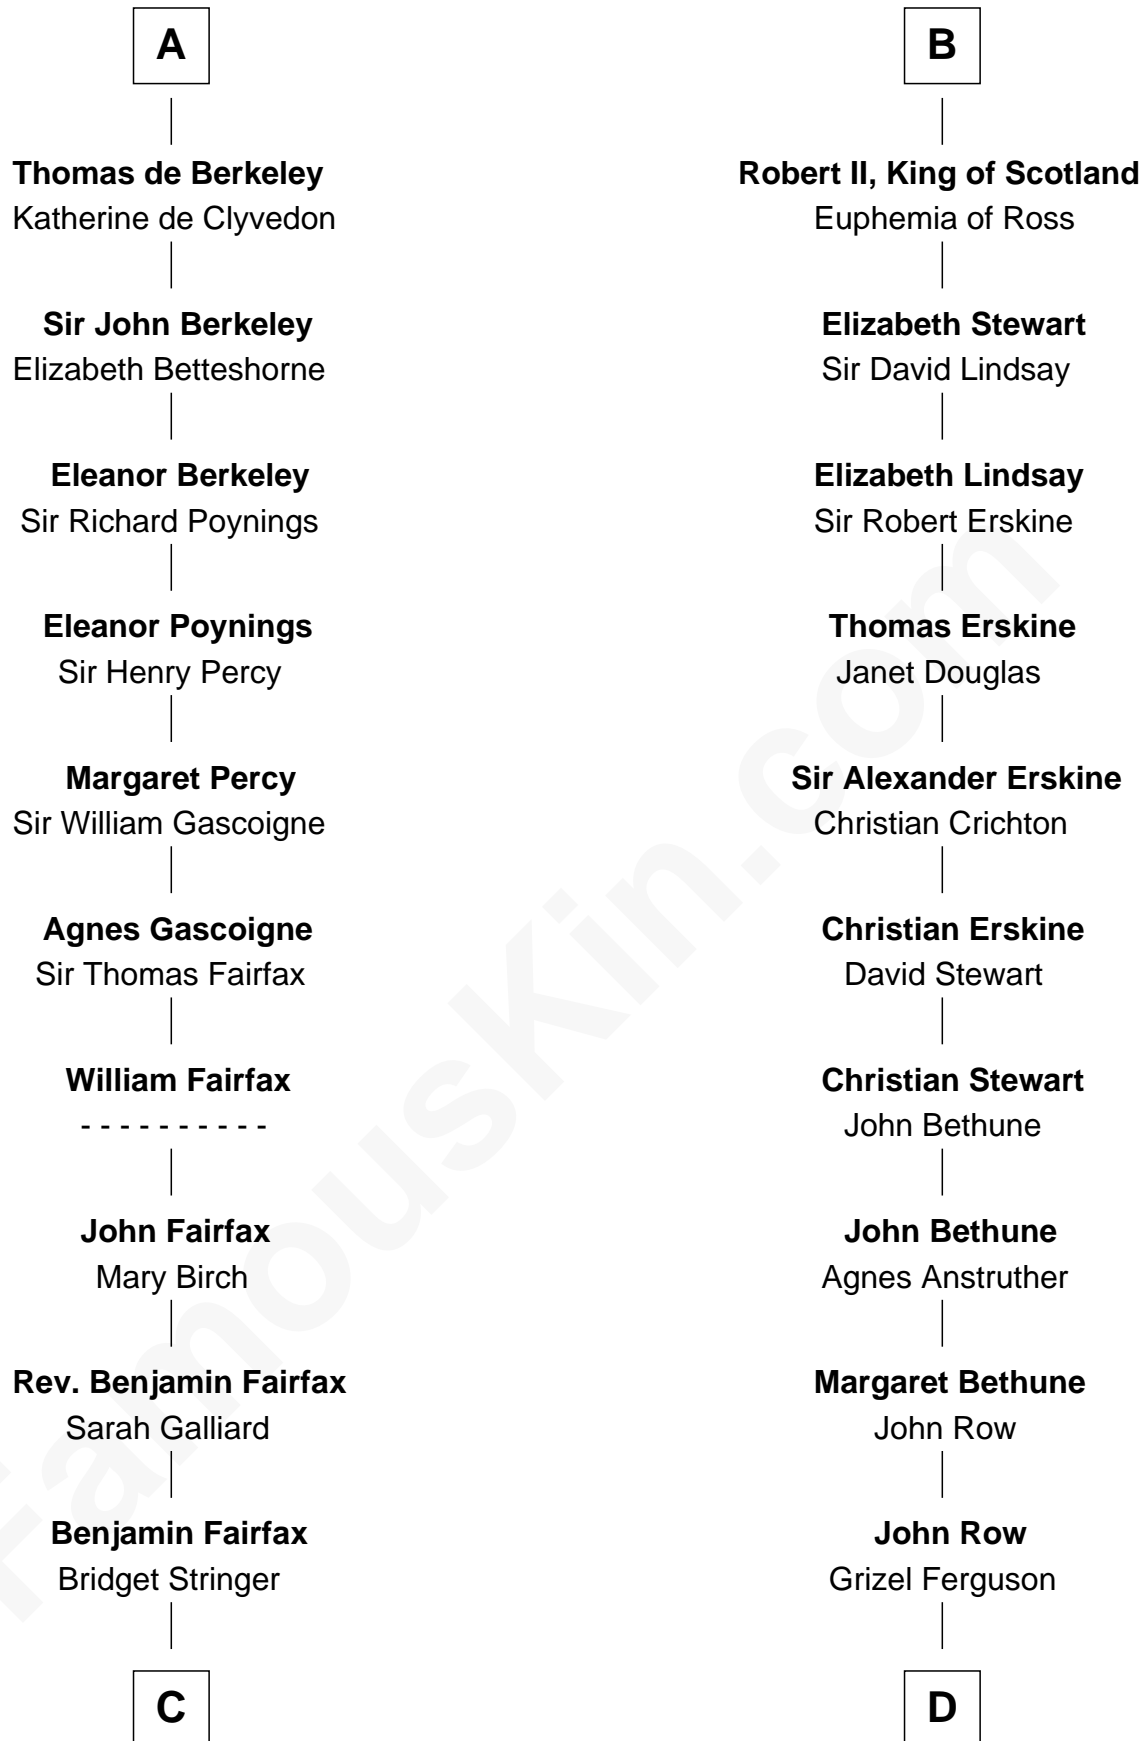 A
Thomas de Berkeley
Katherine de Clyvedon
Sir John Berkeley
Elizabeth Betteshorne
Eleanor Berkeley
Sir Richard Poynings
Eleanor Poynings
Sir Henry Percy
Margaret Percy
Sir William Gascoigne
Agnes Gascoigne
Sir Thomas Fairfax
William Fairfax
- - - - - - - - - -
John Fairfax
Mary Birch
Rev. Benjamin Fairfax
Sarah Galliard
Benjamin Fairfax
Bridget Stringer
C
B
Robert II, King of Scotland
Euphemia of Ross
Elizabeth Stewart
Sir David Lindsay
Elizabeth Lindsay
Sir Robert Erskine
Thomas Erskine
Janet Douglas
Sir Alexander Erskine
Christian Crichton
Christian Erskine
David Stewart
Christian Stewart
John Bethune
John Bethune
Agnes Anstruther
Margaret Bethune
John Row
John Row
Grizel Ferguson
D
FamousKin.com